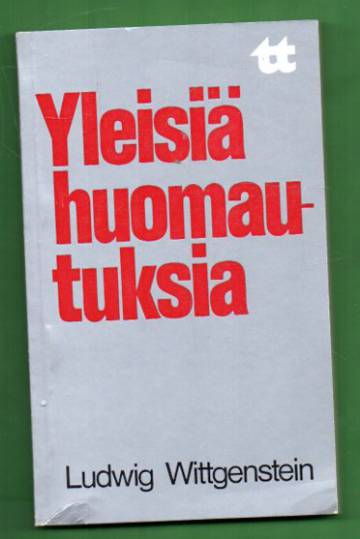 tt
Yleisiä
huomau-
tuksia
Ludwig Wittgenstein